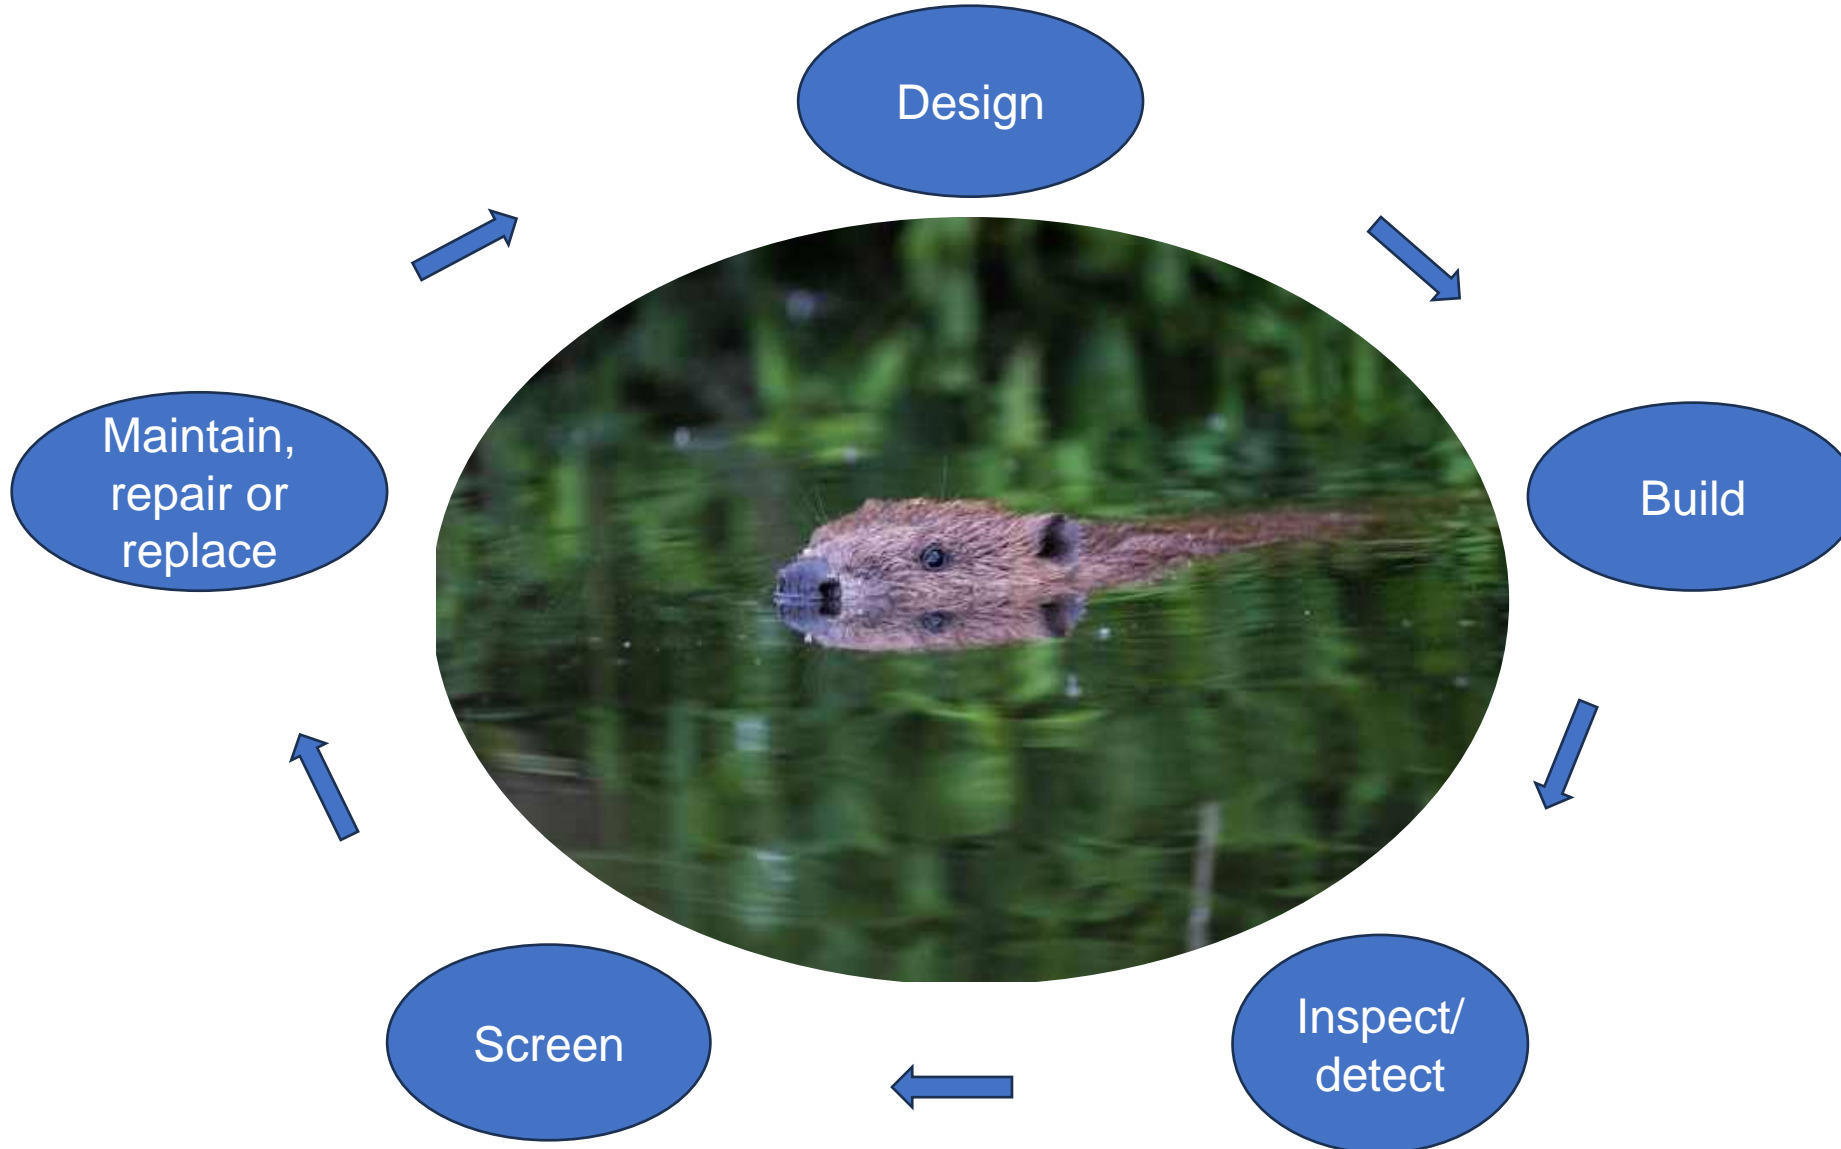 Design
Build
Inspect/
detect
Screen
Maintain,
repair or
replace